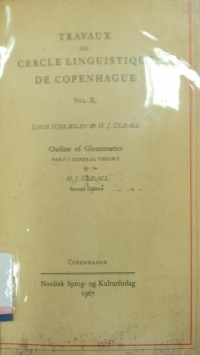 TRAVAUX
DU
CERCLE LINGUISTIQUE
DE COPENHAGUE
VOL. X,
LOUIS HJELMSLEV & H. J. ULDALL
Outline of Glossematics
PART I: GENERAL THEORY
by
H. J. ULDALL
Second Edition
COPENHAGUE
Nordisk Sprog- og Kulturforlag
1967